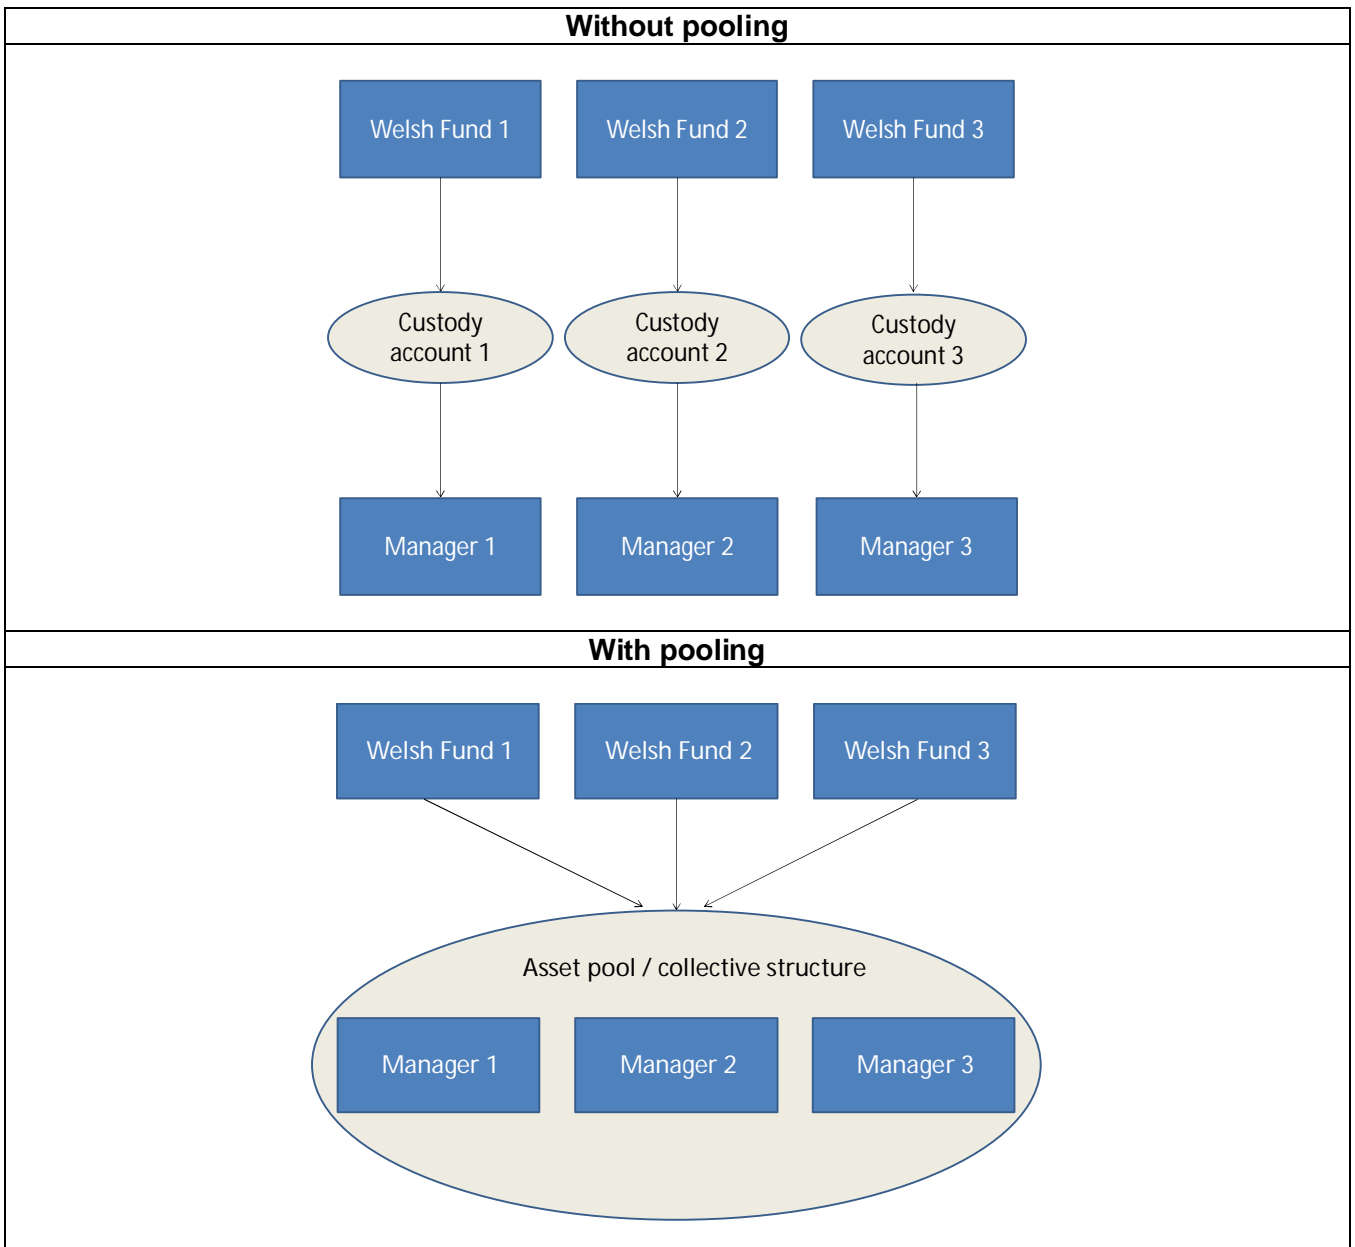 Without pooling
Welsh Fund 1
Welsh Fund 2
Welsh Fund 3
Custody
account 1
Custody
account 2
Custody
account 3
Manager 1
Manager 2
Manager 3
With pooling
Welsh Fund 1
Welsh Fund 2
Welsh Fund 3
Asset pool / collective structure
Manager 1
Manager 2
Manager 3